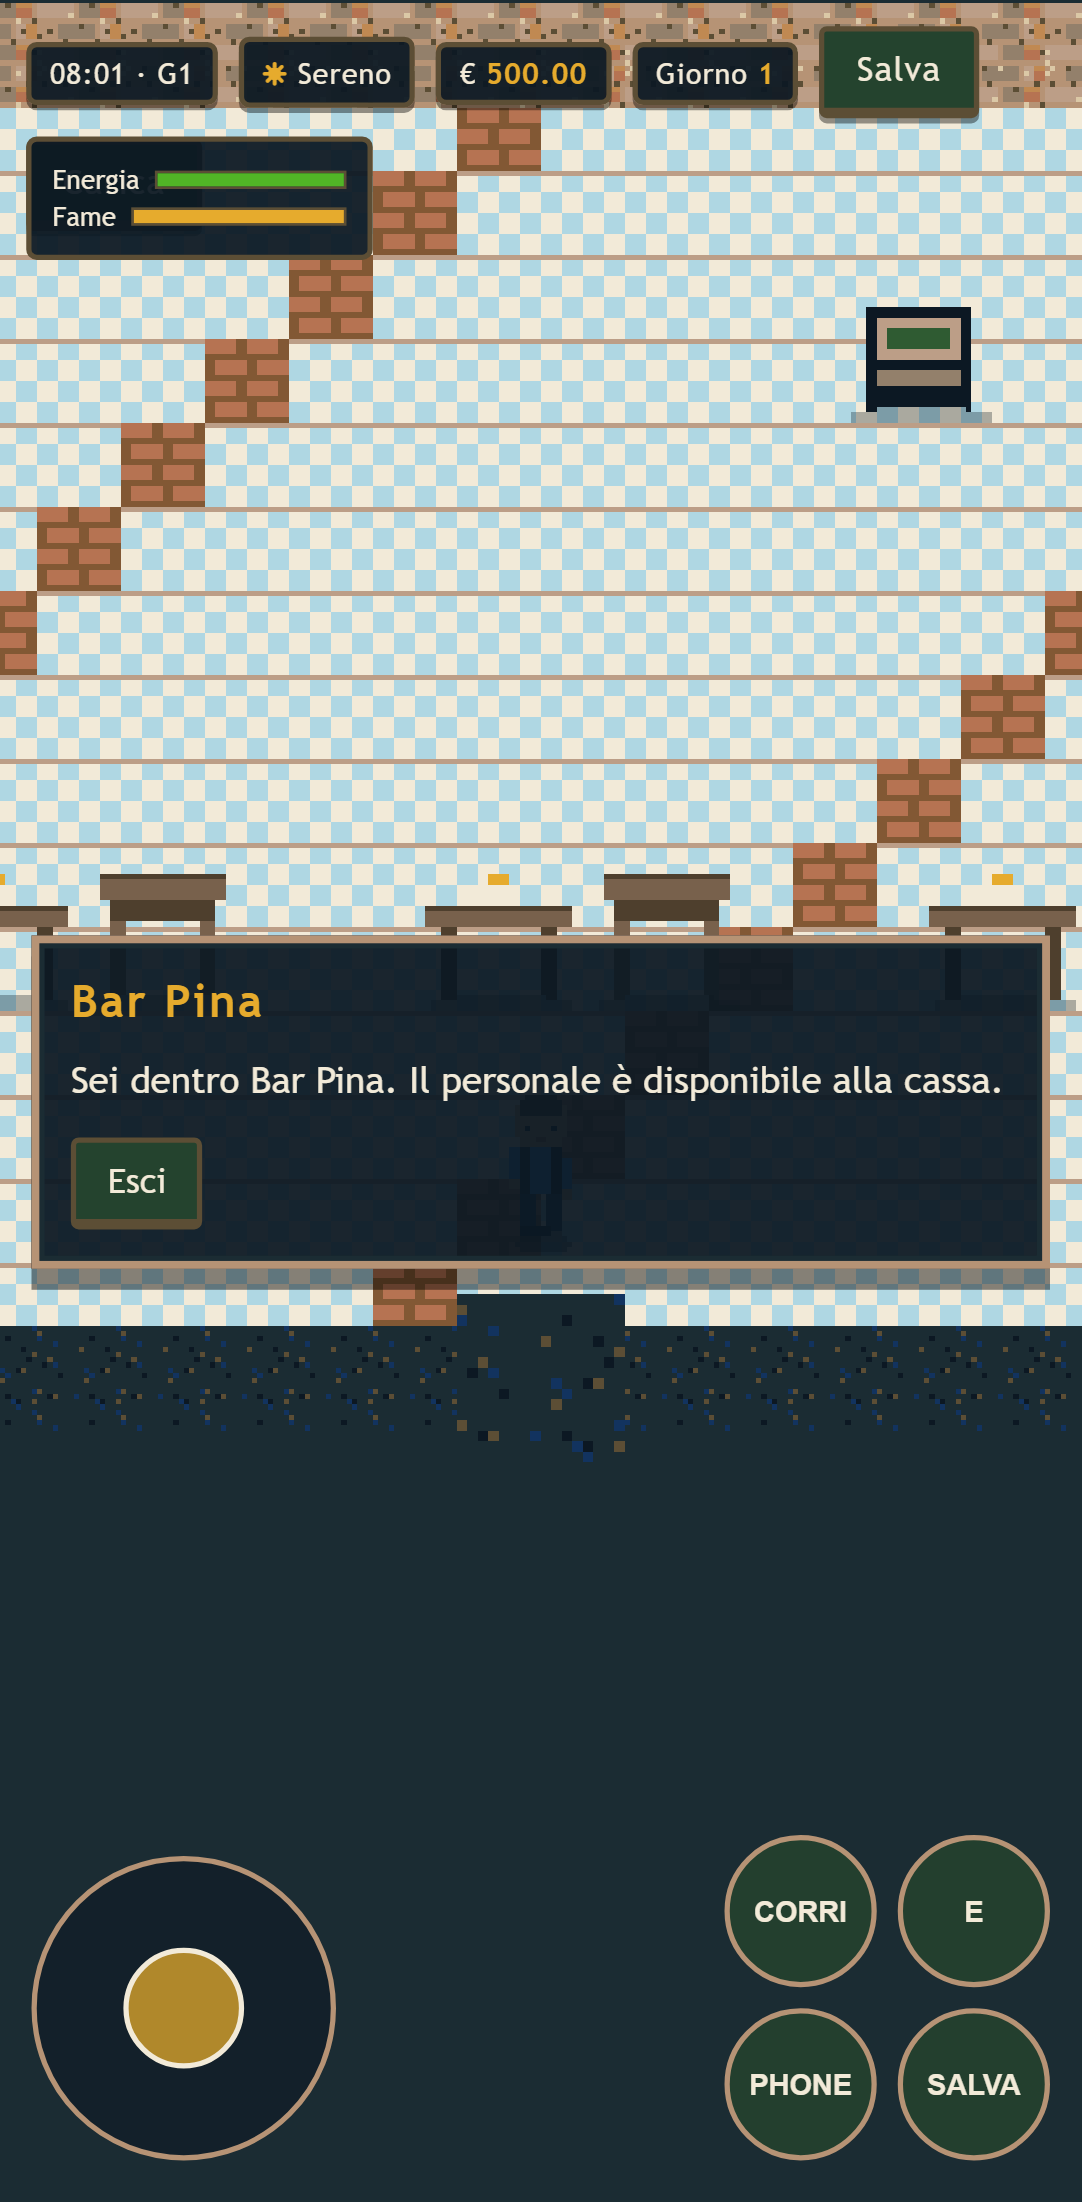 08:01 · G1
Sereno
€ 500.00
Giorno 1
Salva
Energia
Fame
Bar Pina
Sei dentro Bar Pina. Il personale è disponibile alla cassa.
Esci
CORRI
E
PHONE
SALVA